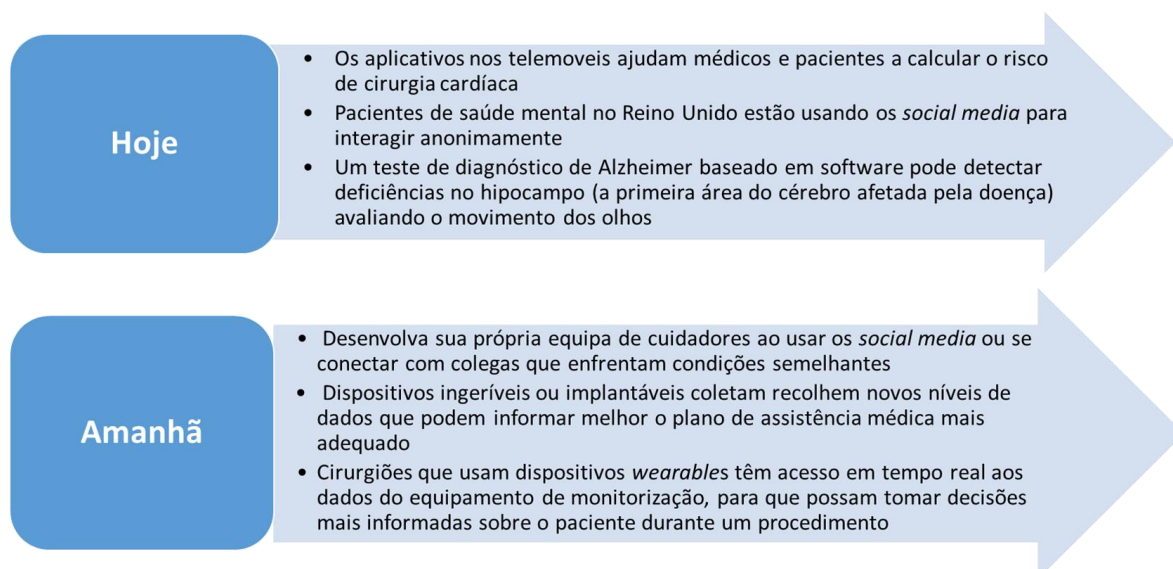 Hoje
• Os aplicativos nos telemoveis ajudam médicos e pacientes a calcular o risco
de cirurgia cardíaca
• Pacientes de saúde mental no Reino Unido estão usando os social media para
interagir anonimamente
• Um teste de diagnóstico de Alzheimer baseado em software pode detectar
deficiências no hipocampo (a primeira área do cérebro afetada pela doença)
avaliando o movimento dos olhos
Amanhã
• Desenvolva sua própria equipa de cuidadores ao usar os social media ou se
conectar com colegas que enfrentam condições semelhantes
• Dispositivos ingeríveis ou implantáveis coletam recolhem novos níveis de
dados que podem informar melhor o plano de assistência médica mais
adequado
• Cirurgiões que usam dispositivos wearables têm acesso em tempo real aos
dados do equipamento de monitorização, para que possam tomar decisões
mais informadas sobre o paciente durante um procedimento